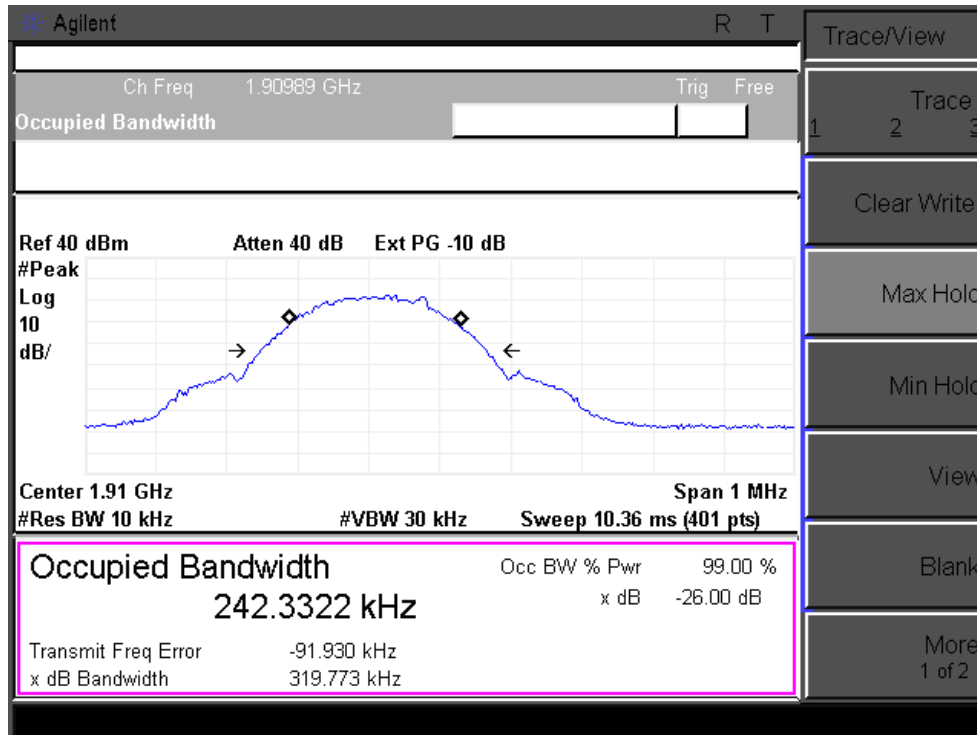 Agilent R T
Trace/View
Ch Freq 1.90989 GHz Trig Free
Occupied Bandwidth
Trace
1 2 3
Clear Write
Ref 40 dBm Atten 40 dB Ext PG -10 dB
#Peak
Log
10
dB/
Max Hold
Min Hold
View
Center 1.91 GHz Span 1 MHz
#Res BW 10 kHz #VBW 30 kHz Sweep 10.36 ms (401 pts)
Occupied Bandwidth
242.3322 kHz
Occ BW % Pwr 99.00 %
x dB -26.00 dB
Transmit Freq Error -91.930 kHz
x dB Bandwidth 319.773 kHz
Blank
More
1 of 2